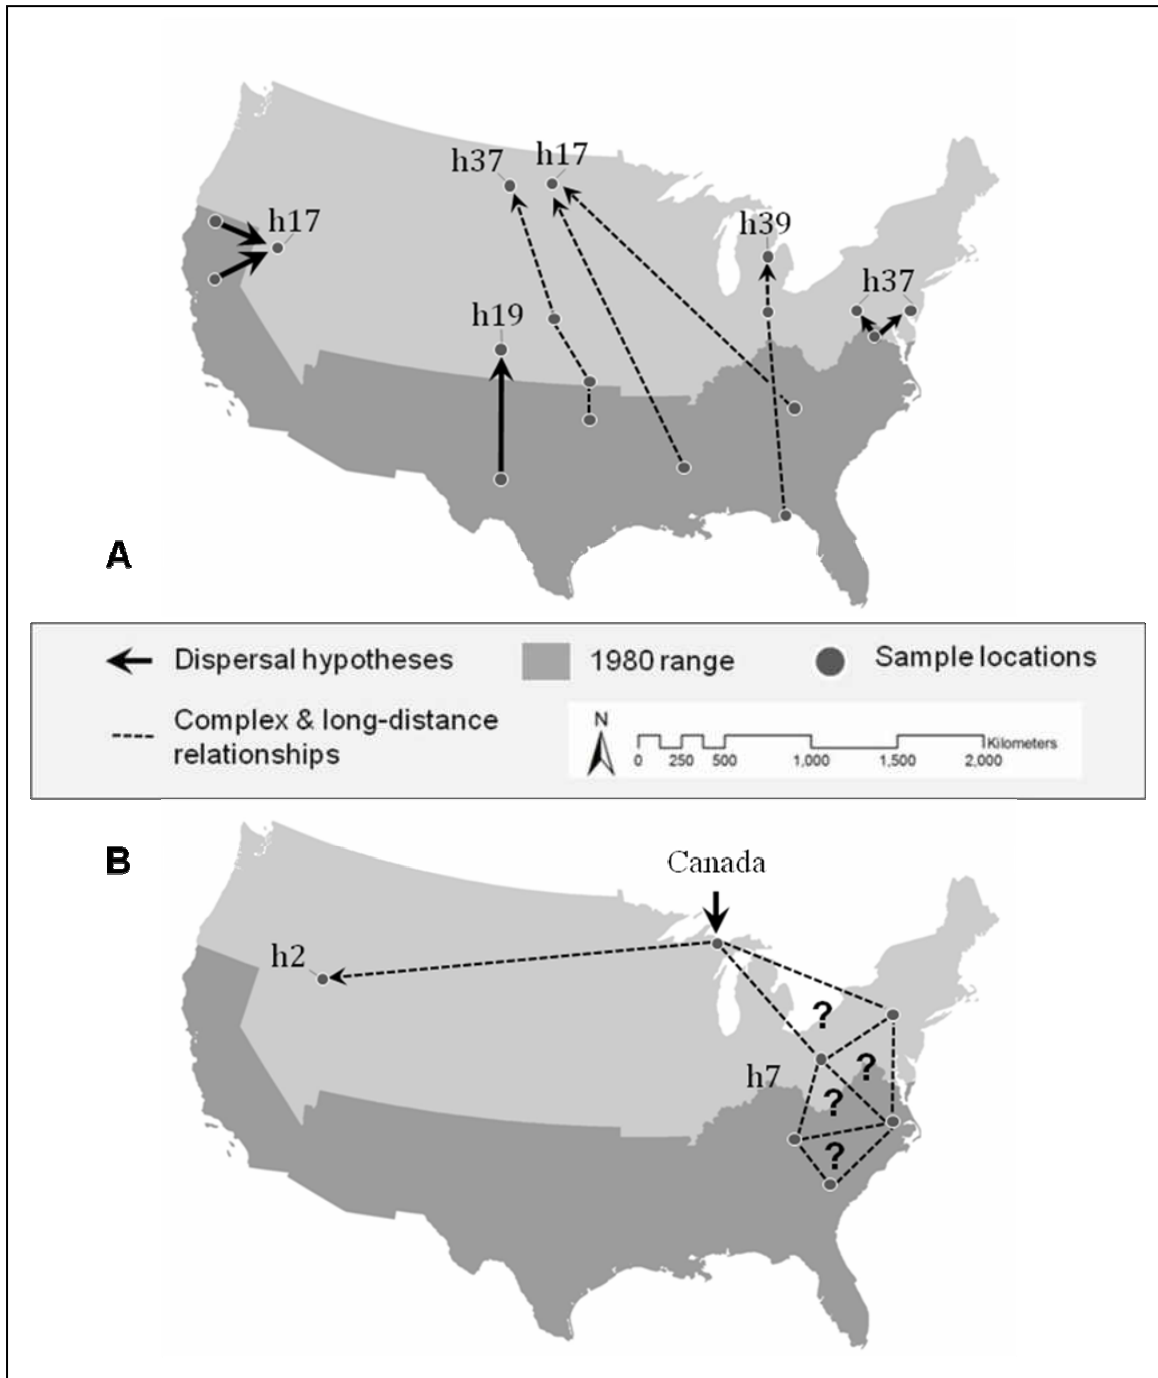 h37 h17
h17
h39
h37
h19
A
Dispersal hypotheses
1980 range
Sample locations
Complex & long-distance
relationships
N
Kilometers
0 250 500 1,000 1,500 2,000
B
Canada
h2
?
?
h7
?
?